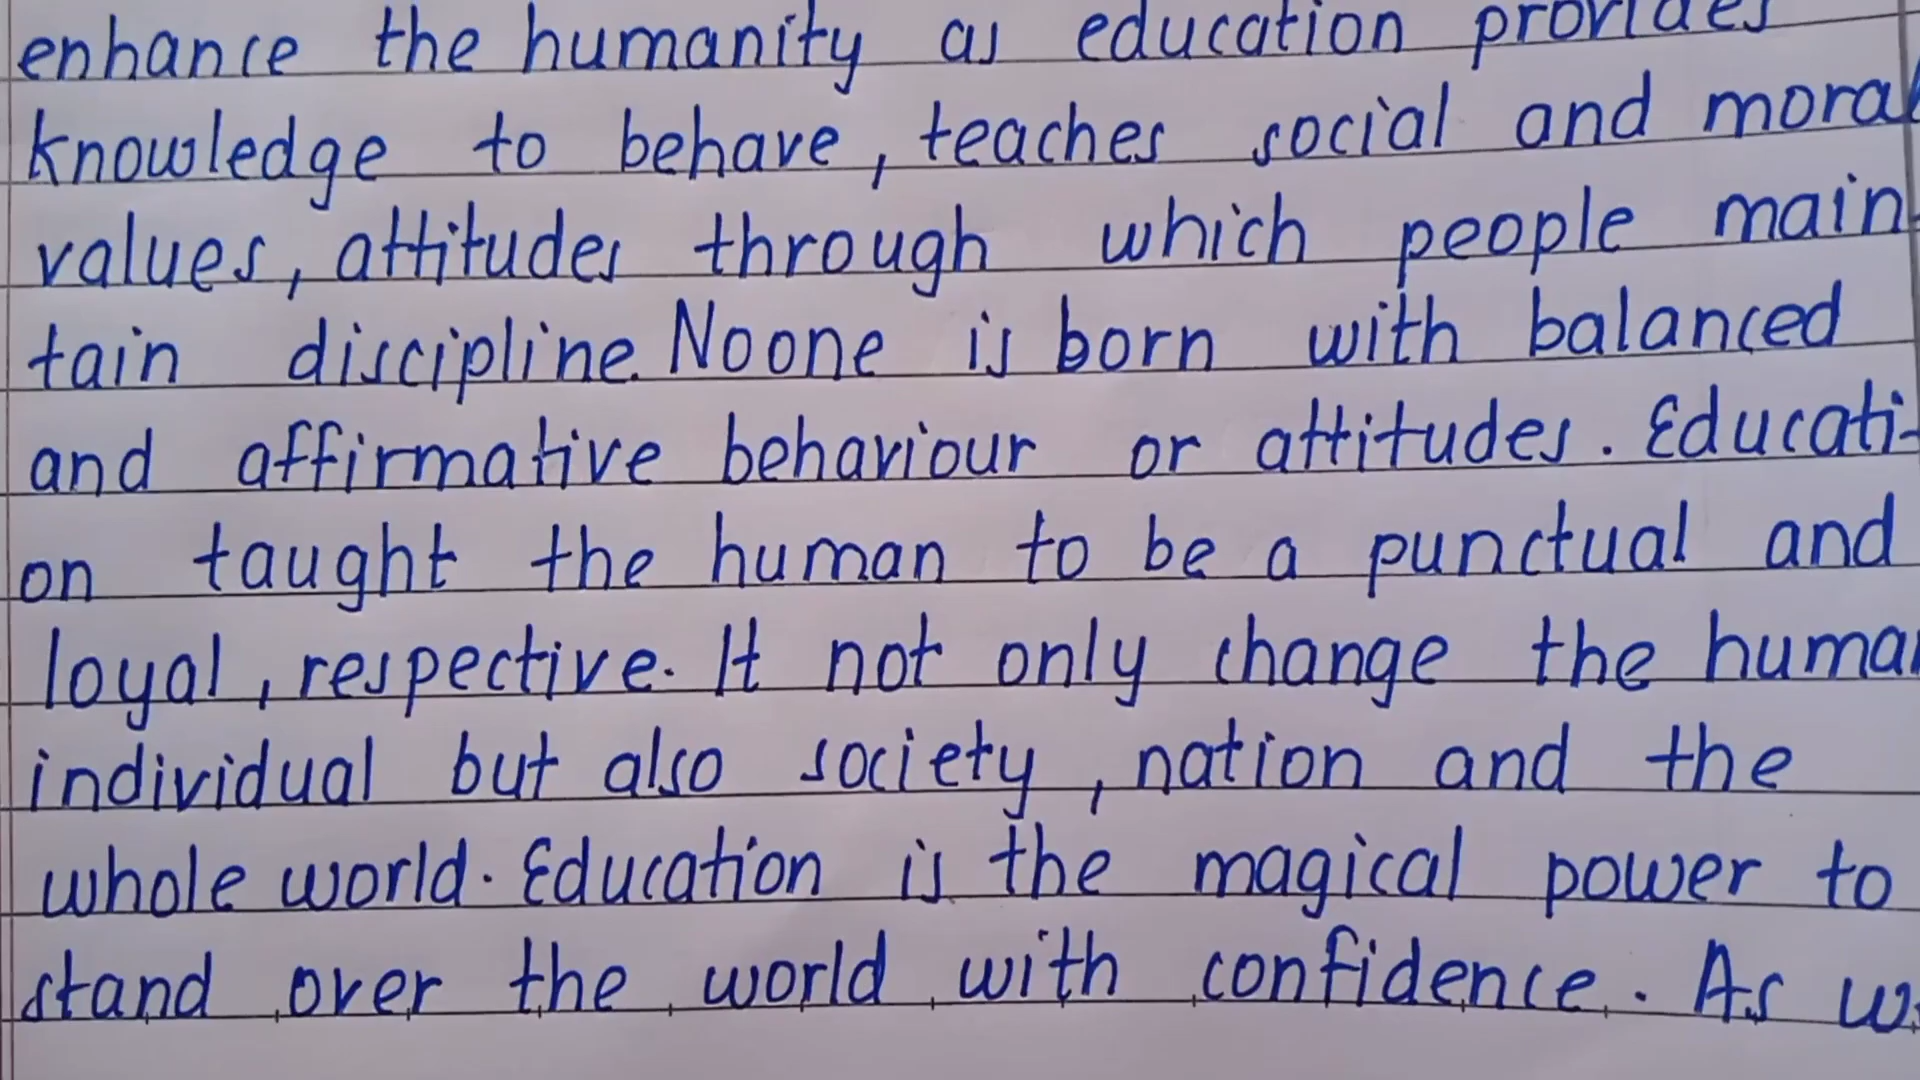 enhance the humanity as education provides
knowledge to behave, teaches social and moral
values, attitudes through which people main-
tain discipline. Noone is born with balanced
and affirmative behaviour or attitudes. Educati-
on taught the human to be a punctual and
loyal, respective. It not only change the human
individual but also society, nation and the
whole world. Education is the magical power to
stand over the world with confidence. As